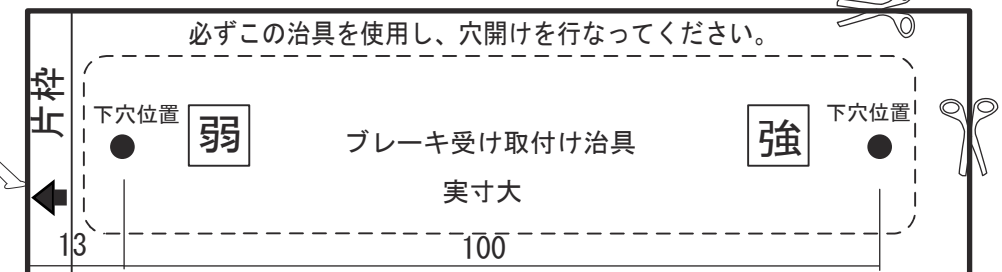 必ずこの治具を使用し、穴開けを行なってください。
片枠
下穴位置
弱
ブレーキ受け取付け治具
強
下穴位置
実寸大
13
100